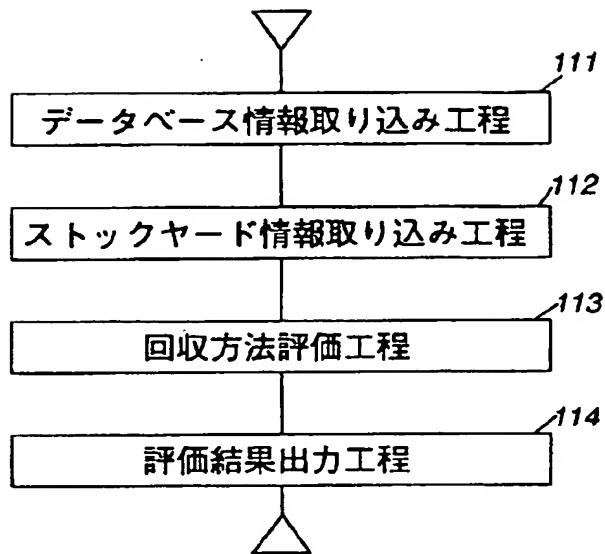 111
データベース情報取り込み工程
112
ストックヤード情報取り込み工程
113
回収方法評価工程
114
評価結果出力工程